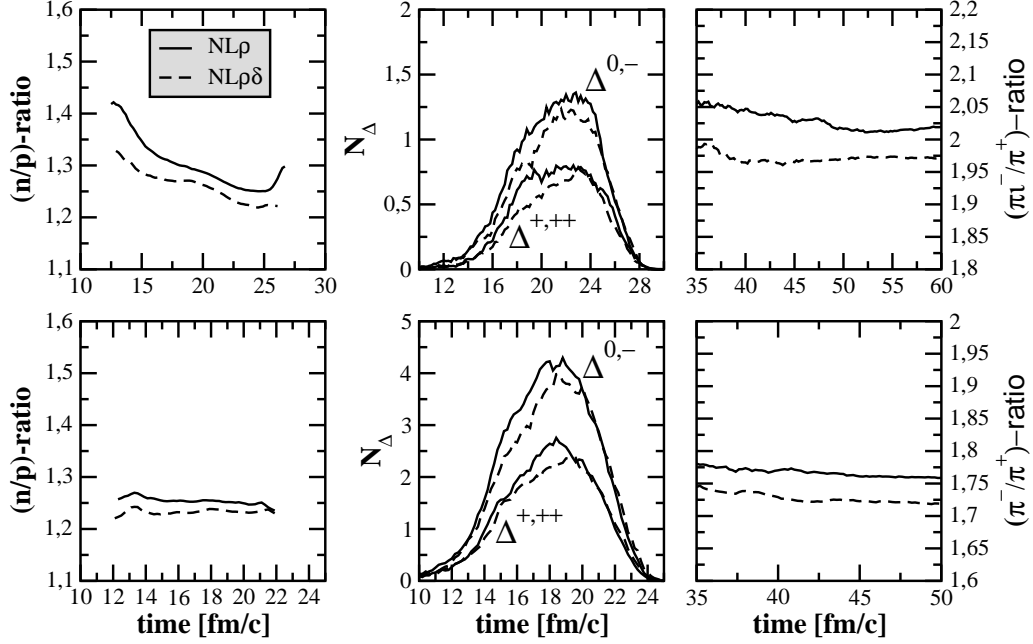 (n/p)-ratio
1,6
1,5
1,4
1,3
1,2
1,1
10 15 20 25 30
NLρ
NLρδ
N_Δ
2
1,5
1
0,5
0
12 16 20 24 28
Δ^0,−
Δ^+,++
2,2
2,15
2,1
2,05
2
1,95
1,9
1,85
1,8
35 40 45 50 55 60
(πι^−/π^+)−ratio
(n/p)-ratio
1,6
1,5
1,4
1,3
1,2
1,1
10 12 14 16 18 20 22 24
time [fm/c]
N_Δ
5
4
3
2
1
0
10 12 14 16 18 20 22 24
time [fm/c]
Δ^0,−
Δ^+,++
2
1,95
1,9
1,85
1,8
1,75
1,7
1,65
1,6
35 40 45 50
time [fm/c]
(π^−/π^+)−ratio